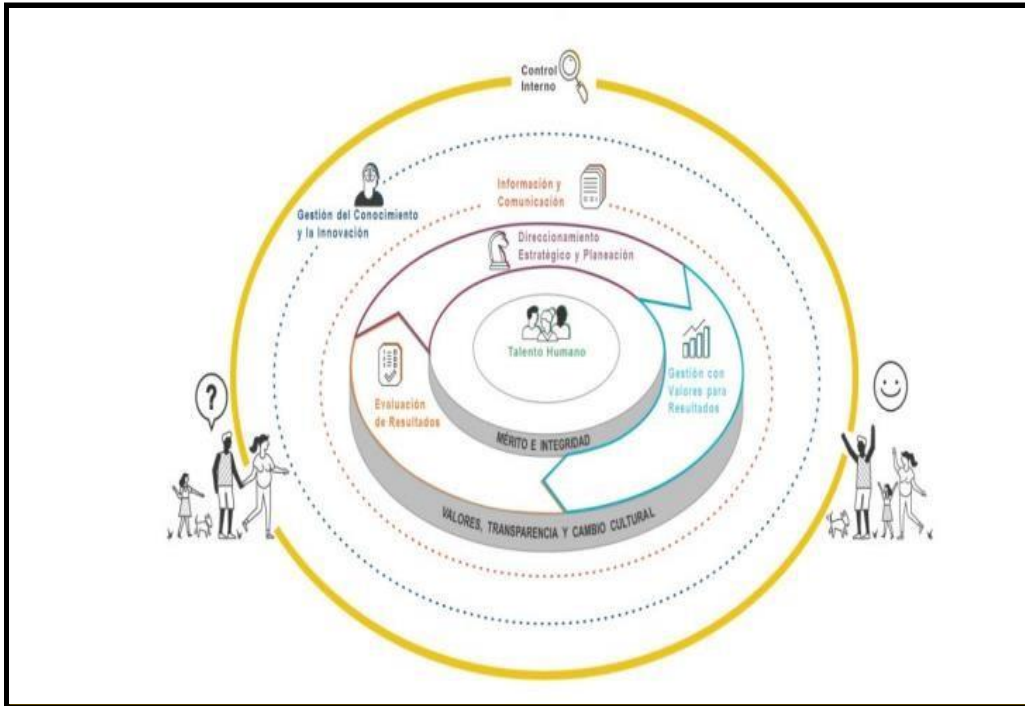 Control
Interno
Información y
Comunicación
Gestión del Conocimiento
y la Innovación
Direccionamiento
Estratégico y Planeación
Talento Humano
Gestión con
Valores para
Resultados
Evaluación
de Resultados
?
MÉRITO E INTEGRIDAD
VALORES, TRANSPARENCIA Y CAMBIO CULTURAL